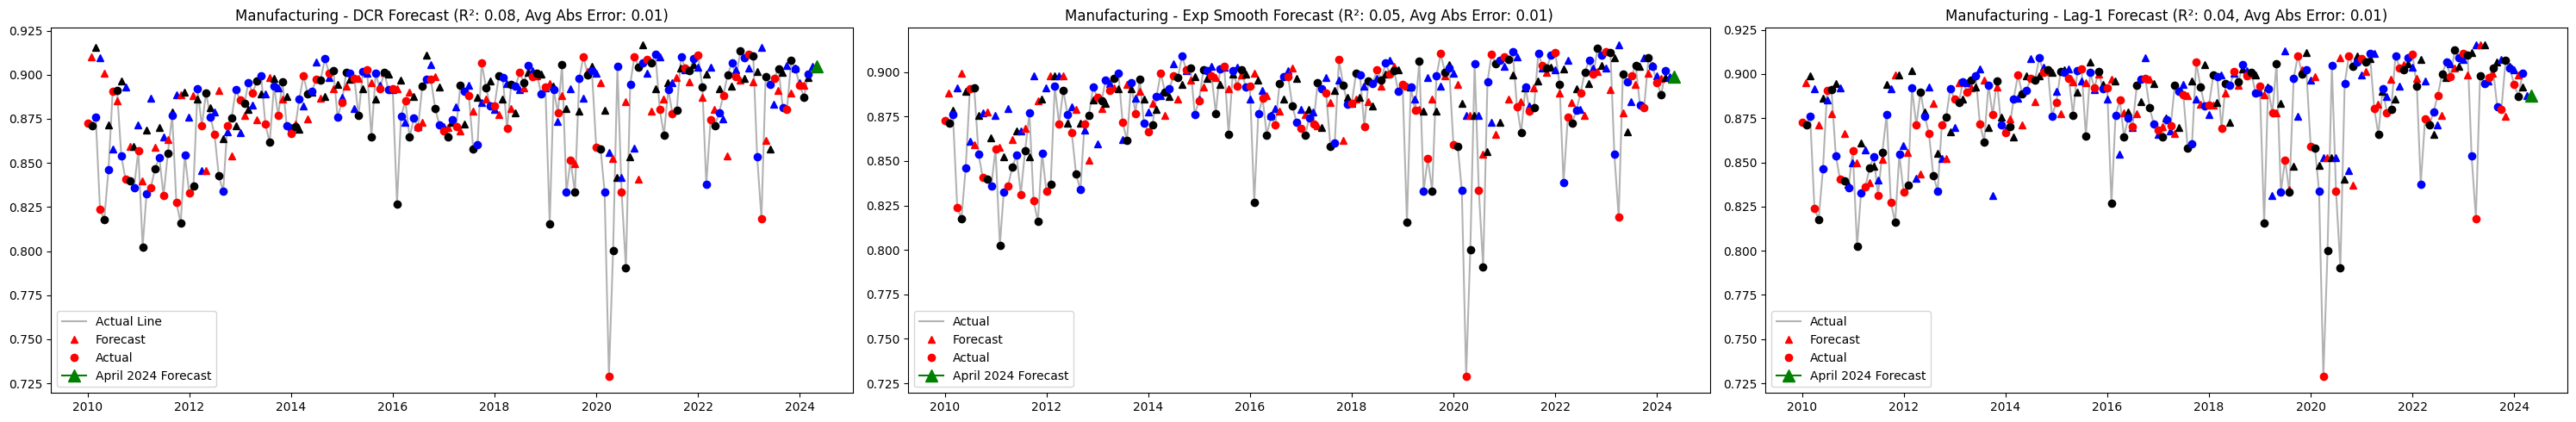 Manufacturing - DCR Forecast (R²: 0.08, Avg Abs Error: 0.01)
0.925
0.900
0.875
0.850
0.825
0.800
0.775
0.750
0.725
Actual Line
Forecast
Actual
April 2024 Forecast
2010 2012 2014 2016 2018 2020 2022 2024
Manufacturing - Exp Smooth Forecast (R²: 0.05, Avg Abs Error: 0.01)
0.900
0.875
0.850
0.825
0.800
0.775
0.750
0.725
Actual
Forecast
Actual
April 2024 Forecast
2010 2012 2014 2016 2018 2020 2022 2024
Manufacturing - Lag-1 Forecast (R²: 0.04, Avg Abs Error: 0.01)
0.925
0.900
0.875
0.850
0.825
0.800
0.775
0.750
0.725
Actual
Forecast
Actual
April 2024 Forecast
2010 2012 2014 2016 2018 2020 2022 2024